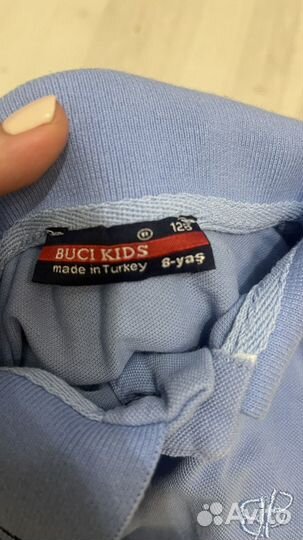 ® 128
BUCI KIDS
made in Turkey 8-yaş
Avito